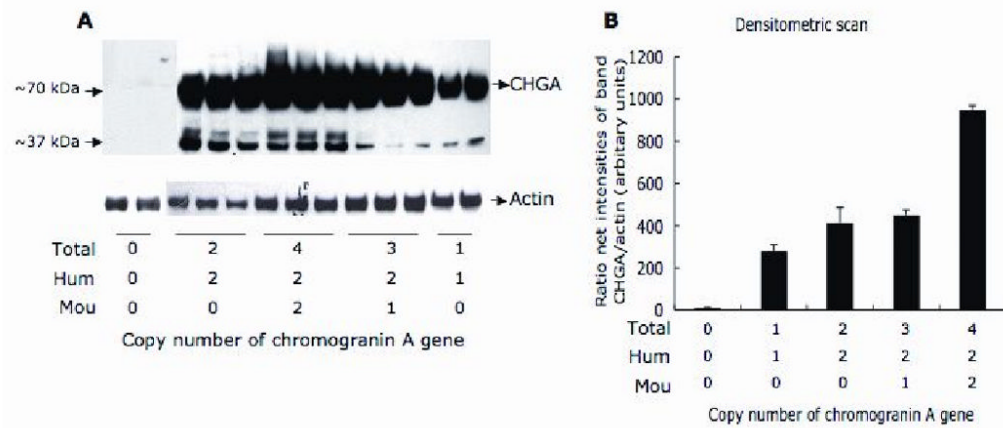 A
~70 kDa
CHGA
~37 kDa
Actin
Total 0 2 4 3 1
Hum 0 2 2 2 1
Mou 0 0 2 1 0
Copy number of chromogranin A gene
B
Densitometric scan
Ratio net intensities of band
CHGA/actin (arbitrary units)
1200
1000
800
600
400
200
0
Total 0 1 2 3 4
Hum 0 1 2 2 2
Mou 0 0 0 1 2
Copy number of chromogranin A gene